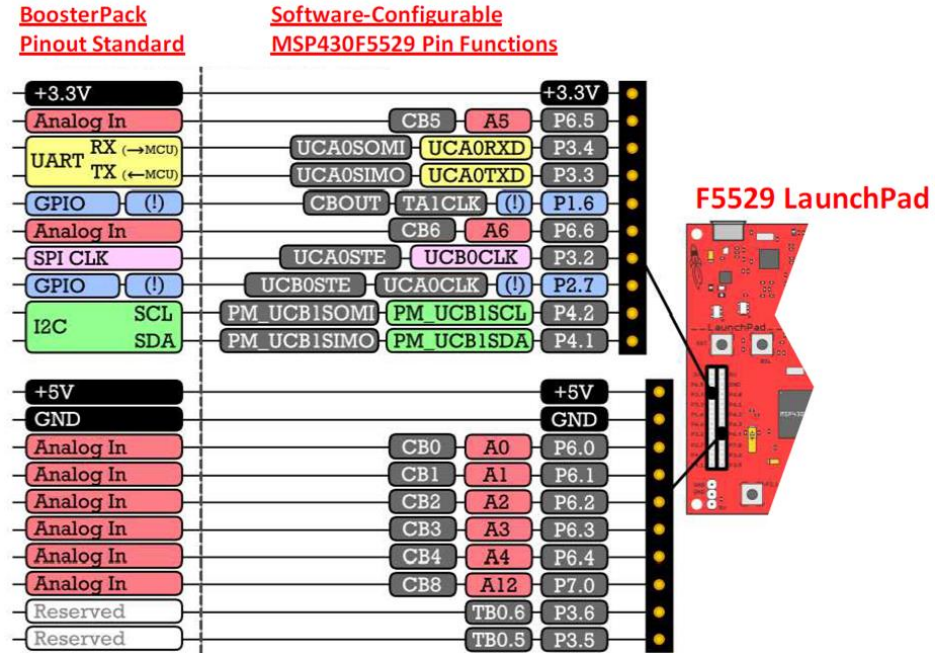 BoosterPack
Pinout Standard
Software-Configurable
MSP430F5529 Pin Functions
+3.3V +3.3V
Analog In CB5 A5 P6.5
UART RX (→MCU) UCA0SOMI UCA0RXD P3.4
TX (←MCU) UCA0SIMO UCA0TXD P3.3
GPIO (!) CBOUT TA1CLK (!) P1.6
Analog In CB6 A6 P6.6
SPI CLK UCA0STE UCB0CLK P3.2
GPIO (!) UCB0STE UCA0CLK (!) P2.7
I2C SCL PM_UCB1SOMI PM_UCB1SCL P4.2
SDA PM_UCB1SIMO PM_UCB1SDA P4.1
+5V +5V
GND GND
Analog In CB0 A0 P6.0
Analog In CB1 A1 P6.1
Analog In CB2 A2 P6.2
Analog In CB3 A3 P6.3
Analog In CB4 A4 P6.4
Analog In CB8 A12 P7.0
Reserved TB0.6 P3.6
Reserved TB0.5 P3.5
F5529 LaunchPad
LaunchPad